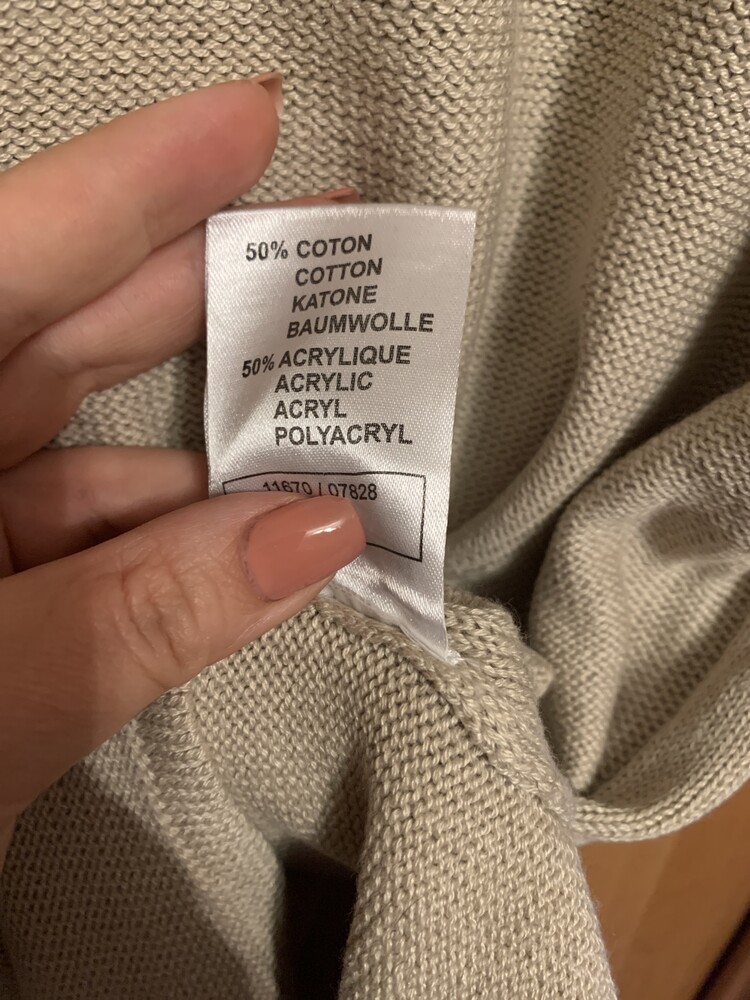 50% COTON
COTTON
KATONE
BAUMWOLLE
50% ACRYLIQUE
ACRYLIC
ACRYL
POLYACRYL
11670 / 07828